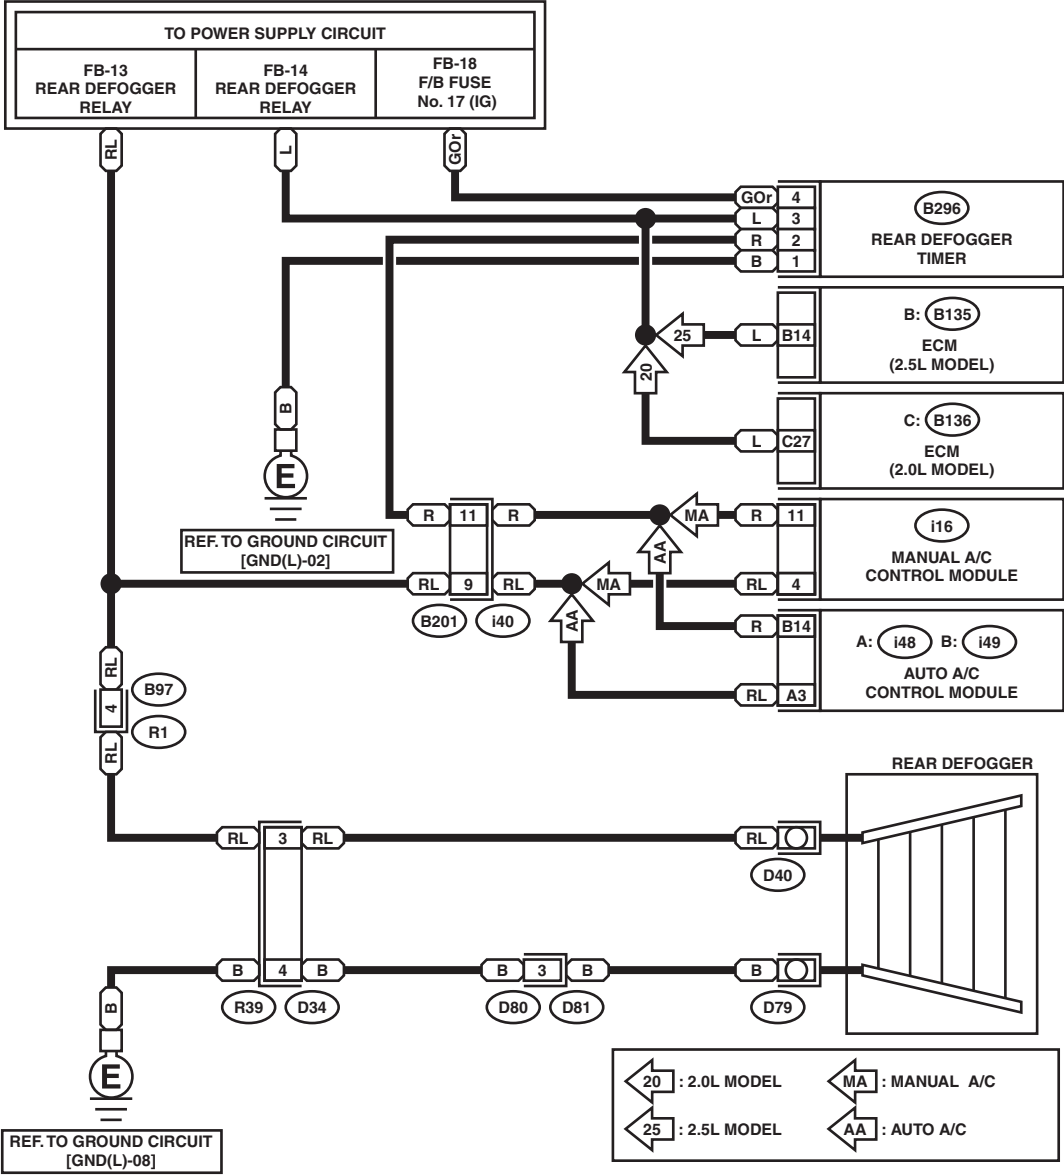 TO POWER SUPPLY CIRCUIT
FB-13
REAR DEFOGGER
RELAY
FB-14
REAR DEFOGGER
RELAY
FB-18
F/B FUSE
No. 17 (IG)
RL
L
GOr
GOr 4
L 3
R 2
B 1
B296
REAR DEFOGGER
TIMER
25
L B14
B: B135
ECM
(2.5L MODEL)
20
L C27
C: B136
ECM
(2.0L MODEL)
B
E
REF. TO GROUND CIRCUIT
[GND(L)-02]
R 11 R
MA
R 11
i16
MANUAL A/C
CONTROL MODULE
AA
RL 9 RL
MA
RL 4
B201 i40
AA
R B14
A: i48 B: i49
AUTO A/C
CONTROL MODULE
RL A3
RL
4
B97
R1
RL
REAR DEFOGGER
RL 3 RL
RL
D40
B 4 B
B 3 B
B
R39 D34
D80 D81
D79
B
E
REF. TO GROUND CIRCUIT
[GND(L)-08]
20 : 2.0L MODEL
MA : MANUAL A/C
25 : 2.5L MODEL
AA : AUTO A/C